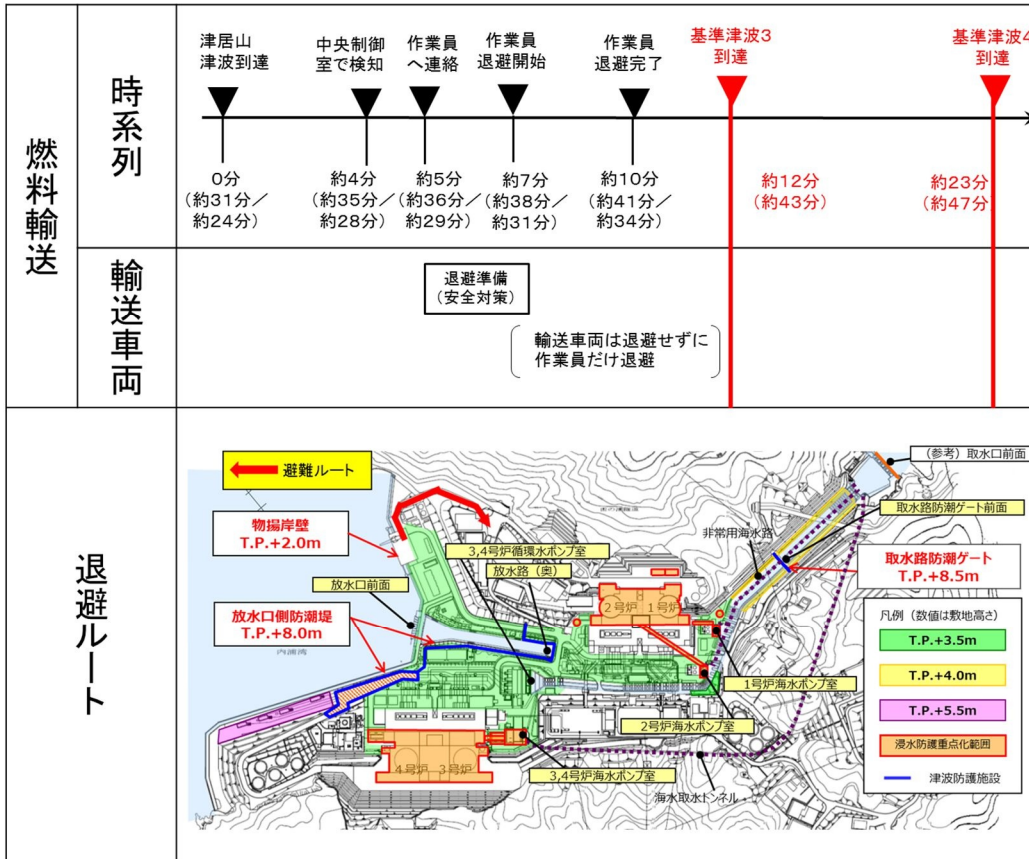 燃料輸送
時系列
津居山
津波到達
中央制御
室で検知
作業員
へ連絡
作業員
退避開始
作業員
退避完了
基準津波3
到達
基準津波4
到達
0分
(約31分/
約24分)
約4分
(約35分/
約28分)
約5分
(約36分/
約29分)
約7分
(約38分/
約31分)
約10分
(約41分/
約34分)
約12分
(約43分)
約23分
(約47分)
輸送車両
退避準備
(安全対策)
輸送車両は退避せずに
作業員だけ退避
退避ルート
避難ルート
物揚岸壁
T.P.+2.0m
放水口前面
放水口側防潮堤
T.P.+8.0m
内浦湾
3,4号炉循環水ポンプ室
放水路(奥)
2号炉
1号炉
非常用海水路
(参考)取水口前面
取水路防潮ゲート前面
取水路防潮ゲート
T.P.+8.5m
凡例(数値は敷地高さ)
T.P.+3.5m
T.P.+4.0m
T.P.+5.5m
浸水防護重点化範囲
津波防護施設
1号炉海水ポンプ室
2号炉海水ポンプ室
4号炉
3号炉
3,4号炉海水ポンプ室
海水取水トンネル